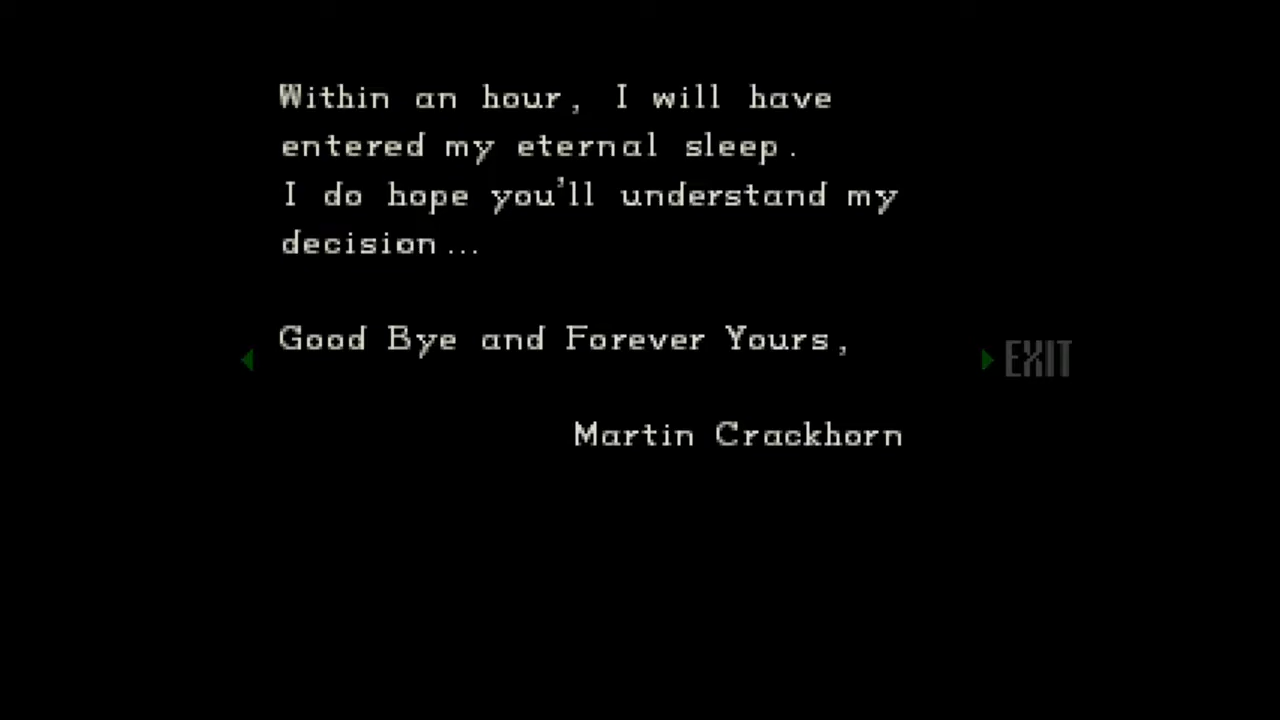 Within an hour, I will have
entered my eternal sleep.
I do hope you'll understand my
decision...
Good Bye and Forever Yours,
EXIT
Martin Crackhorn